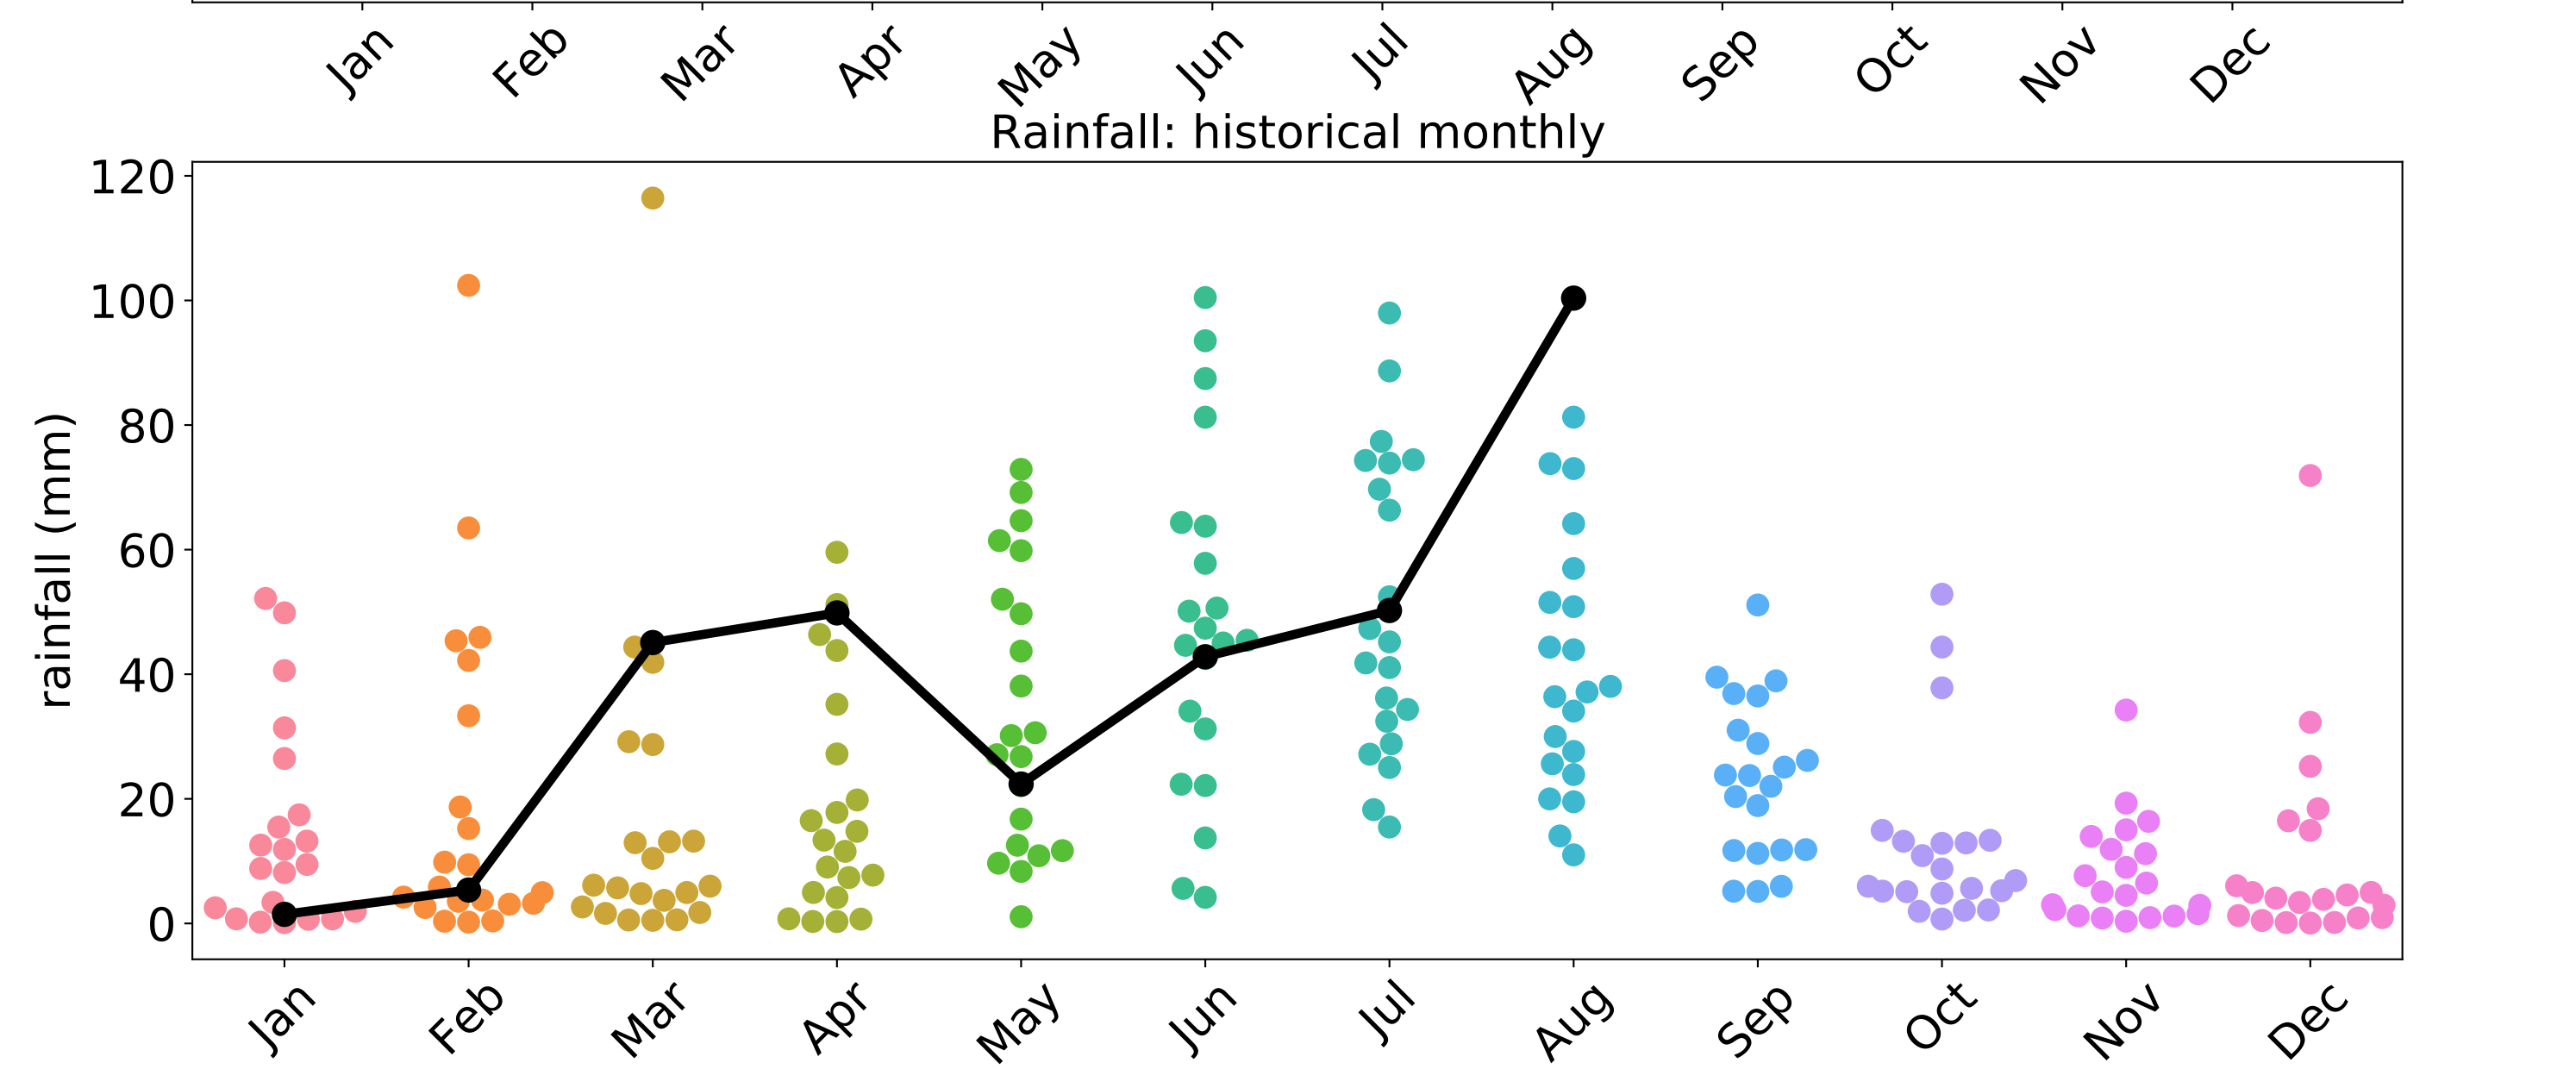 Jan Feb Mar Apr May Jun Jul Aug Sep Oct Nov Dec
Rainfall: historical monthly
120
100
80
60
40
20
0
rainfall (mm)
Jan Feb Mar Apr May Jun Jul Aug Sep Oct Nov Dec